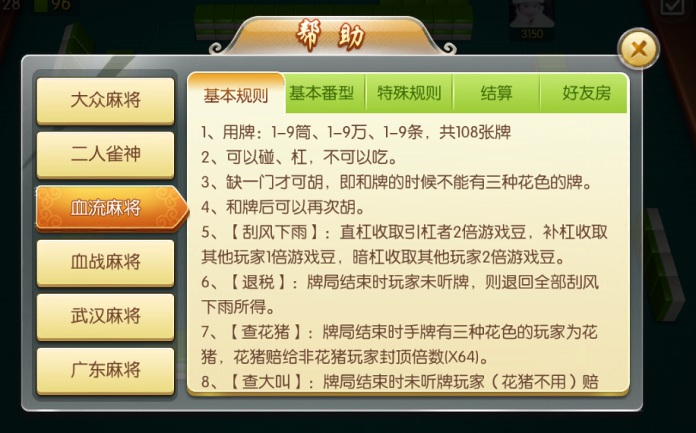 28
96
3150
帮助
大众麻将
二人雀神
血流麻将
血战麻将
武汉麻将
广东麻将
基本规则
基本番型
特殊规则
结算
好友房
1、用牌：1-9筒、1-9万、1-9条，共108张牌
2、可以碰、杠，不可以吃。
3、缺一门才可胡，即和牌的时候不能有三种花色的牌。
4、和牌后可以再次胡。
5、【刮风下雨】：直杠收取引杠者2倍游戏豆，补杠收取
其他玩家1倍游戏豆，暗杠收取其他玩家2倍游戏豆。
6、【退税】：牌局结束时玩家未听牌，则退回全部刮风
下雨所得。
7、【查花猪】：牌局结束时手牌有三种花色的玩家为花
猪，花猪赔给非花猪玩家封顶倍数(X64)。
8、【查大叫】：牌局结束时未听牌玩家（花猪不用）赔